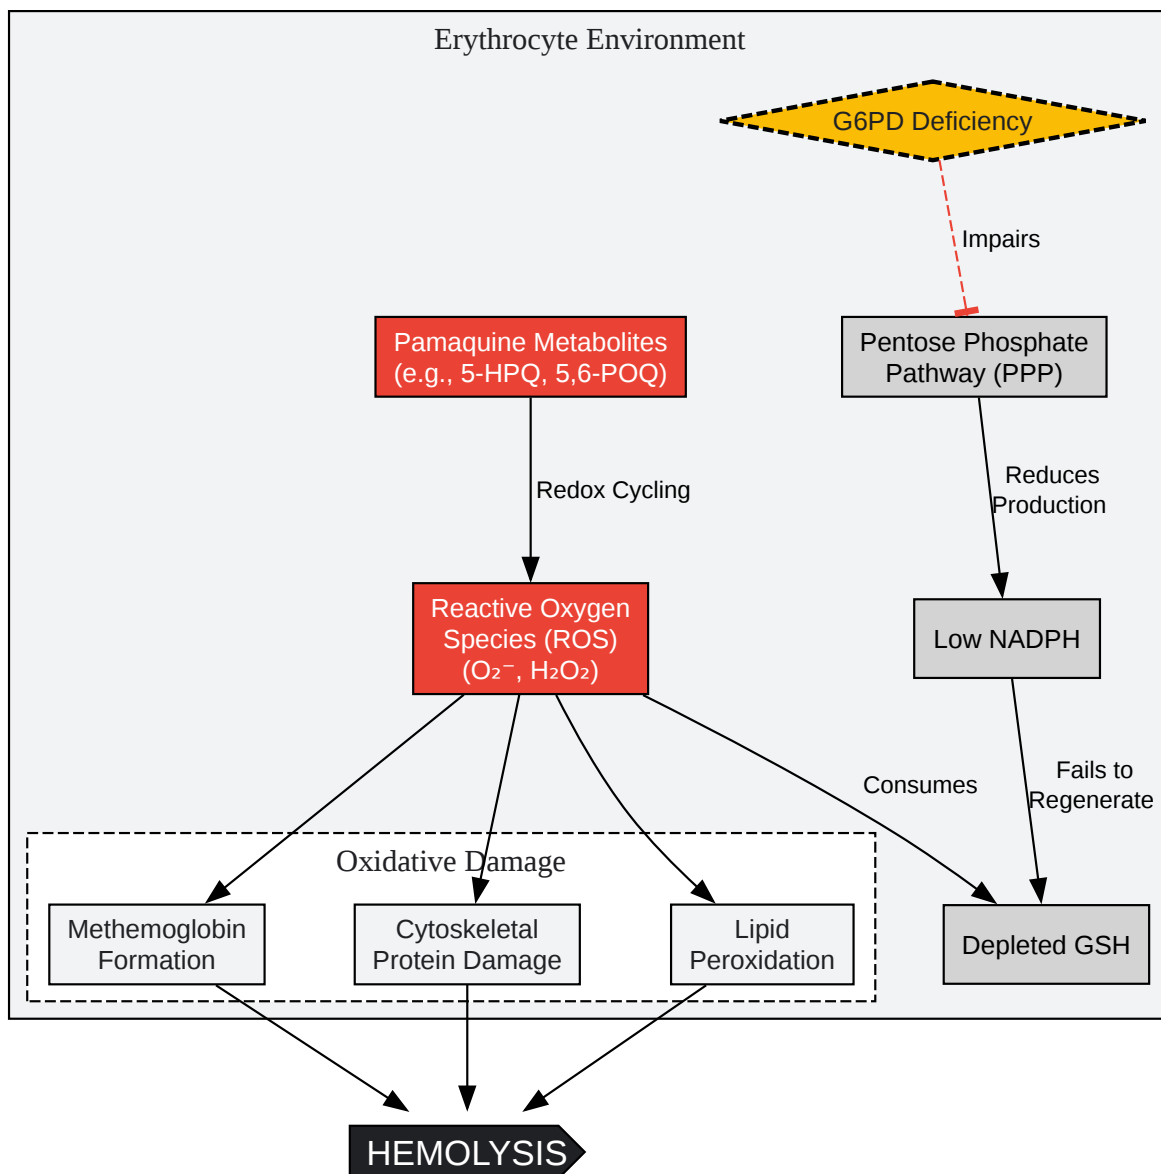 Erythrocyte Environment
G6PD Deficiency
Impairs
Pamaquine Metabolites
(e.g., 5-HPQ, 5,6-POQ)
Pentose Phosphate
Pathway (PPP)
Redox Cycling
Reduces
Production
Reactive Oxygen
Species (ROS)
(O₂⁻, H₂O₂)
Low NADPH
Consumes
Fails to
Regenerate
Oxidative Damage
Methemoglobin
Formation
Cytoskeletal
Protein Damage
Lipid
Peroxidation
Depleted GSH
HEMOLYSIS